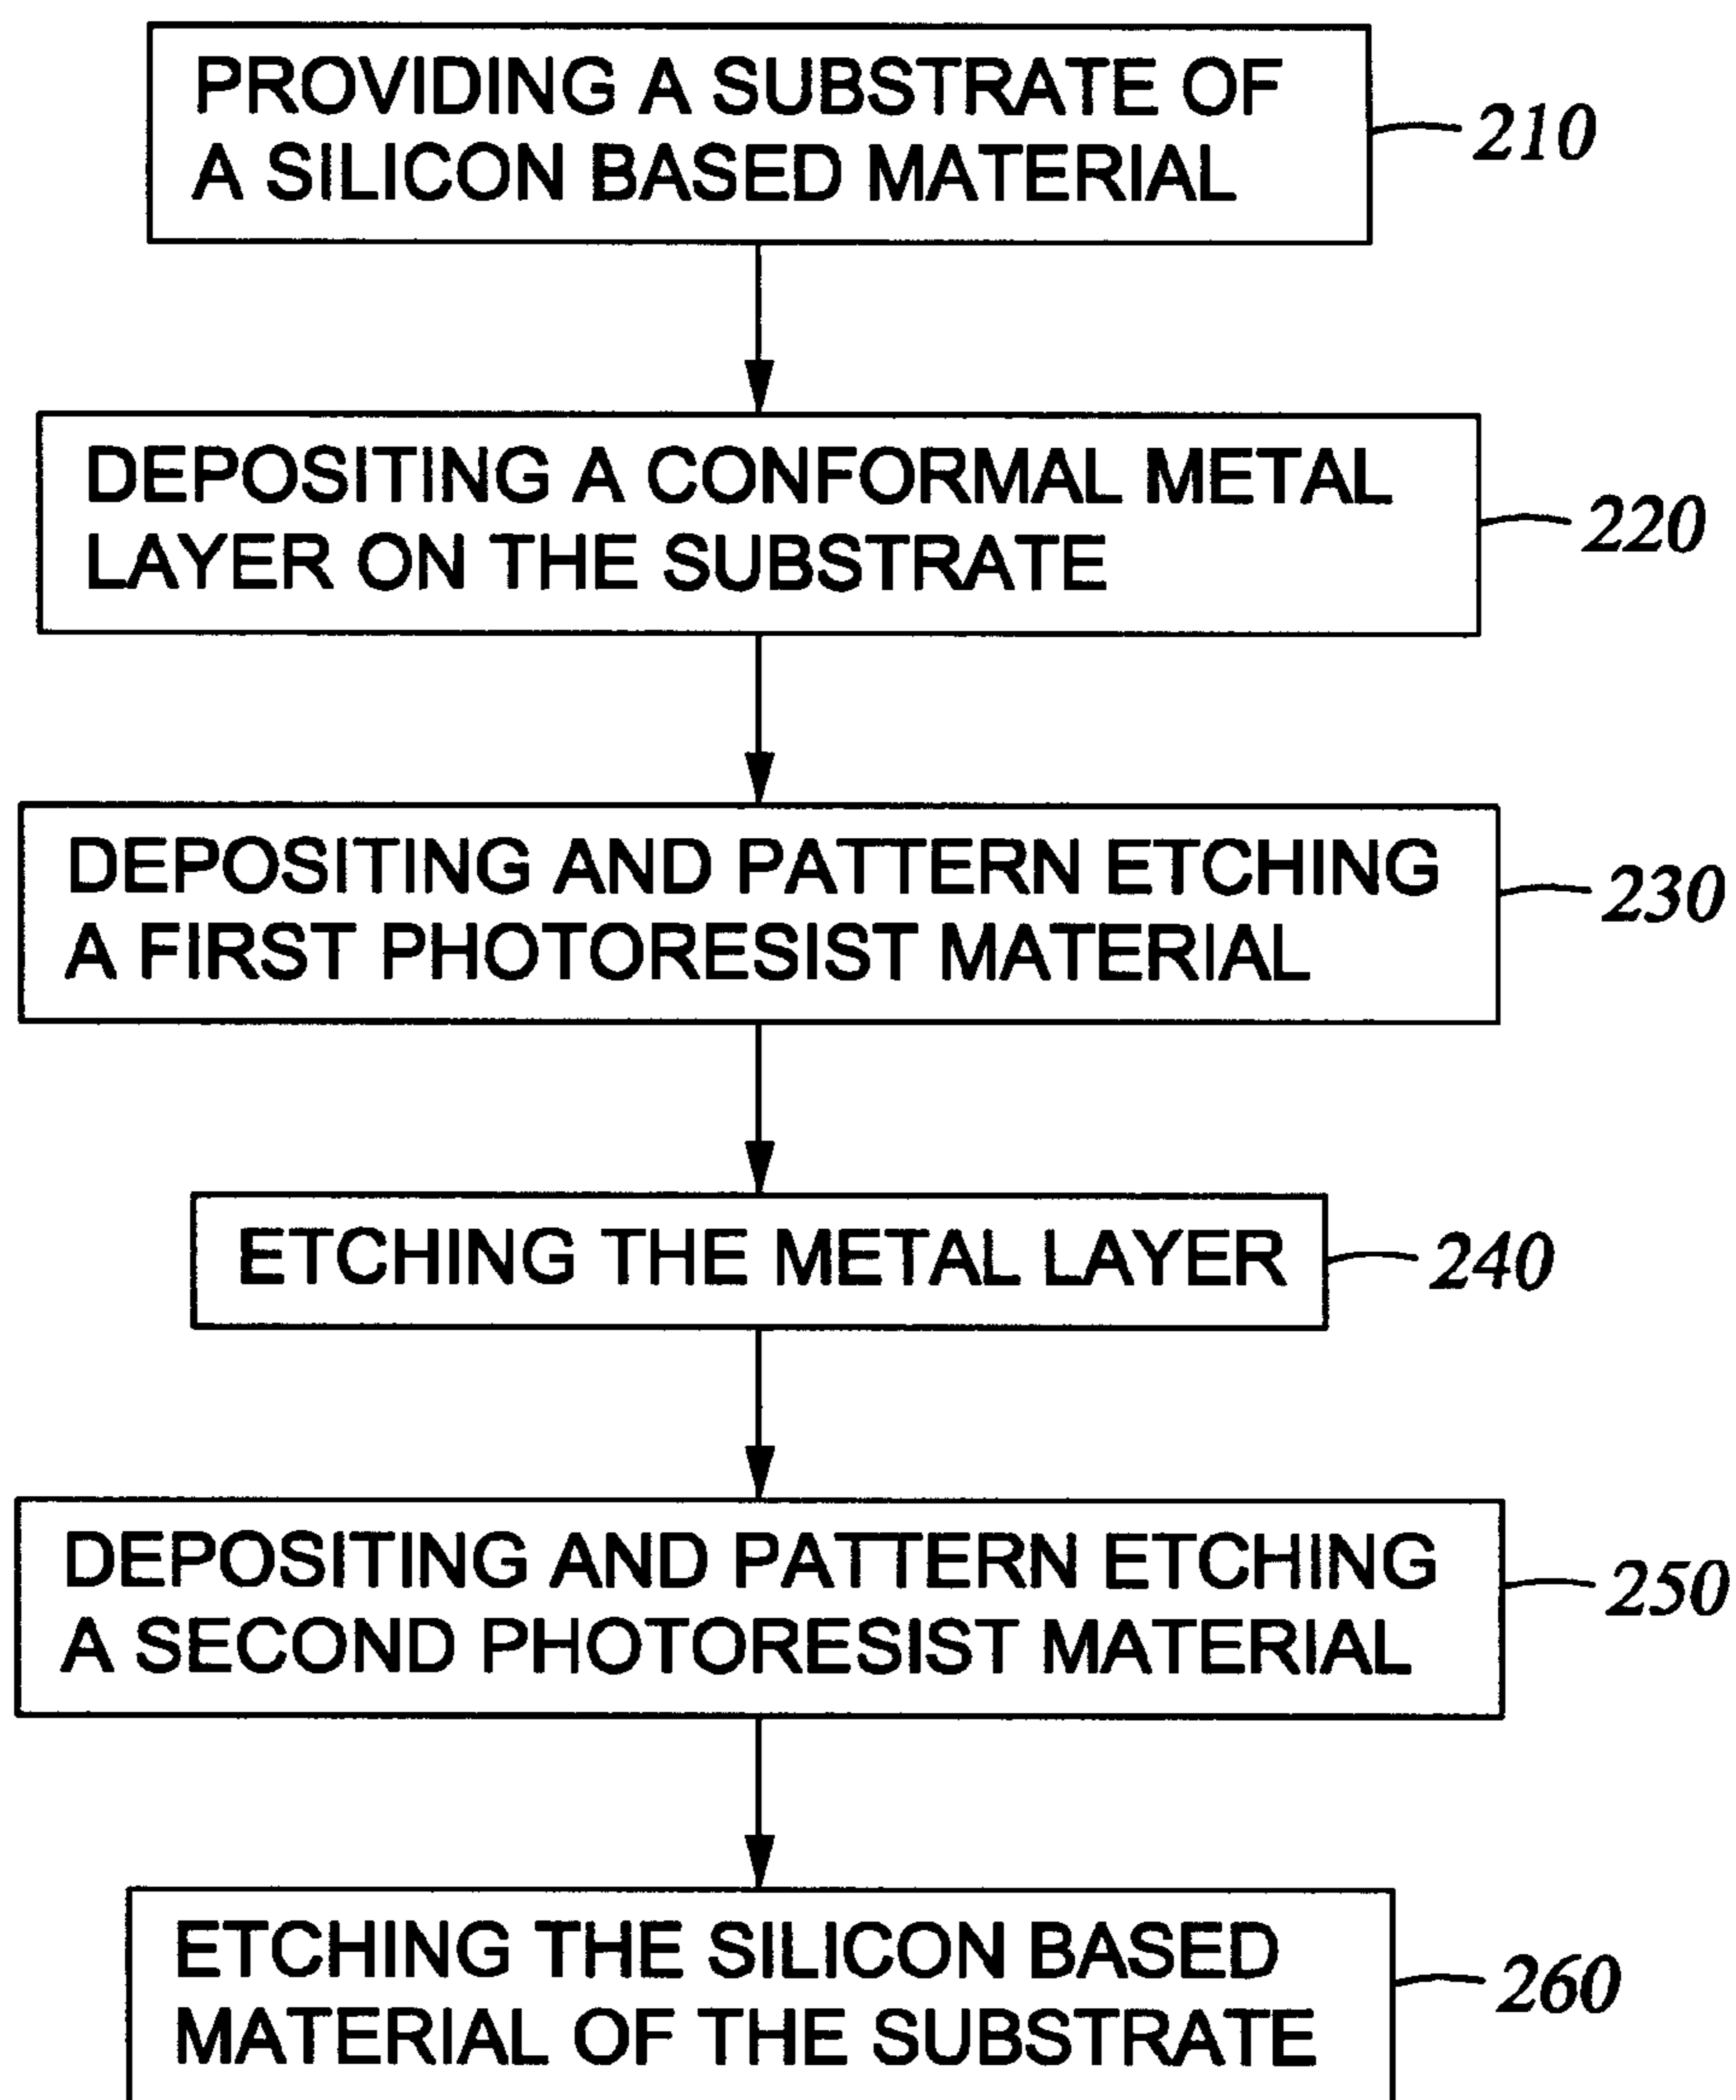 PROVIDING A SUBSTRATE OF
A SILICON BASED MATERIAL
210
DEPOSITING A CONFORMAL METAL
LAYER ON THE SUBSTRATE
220
DEPOSITING AND PATTERN ETCHING
A FIRST PHOTORESIST MATERIAL
230
ETCHING THE METAL LAYER
240
DEPOSITING AND PATTERN ETCHING
A SECOND PHOTORESIST MATERIAL
250
ETCHING THE SILICON BASED
MATERIAL OF THE SUBSTRATE
260